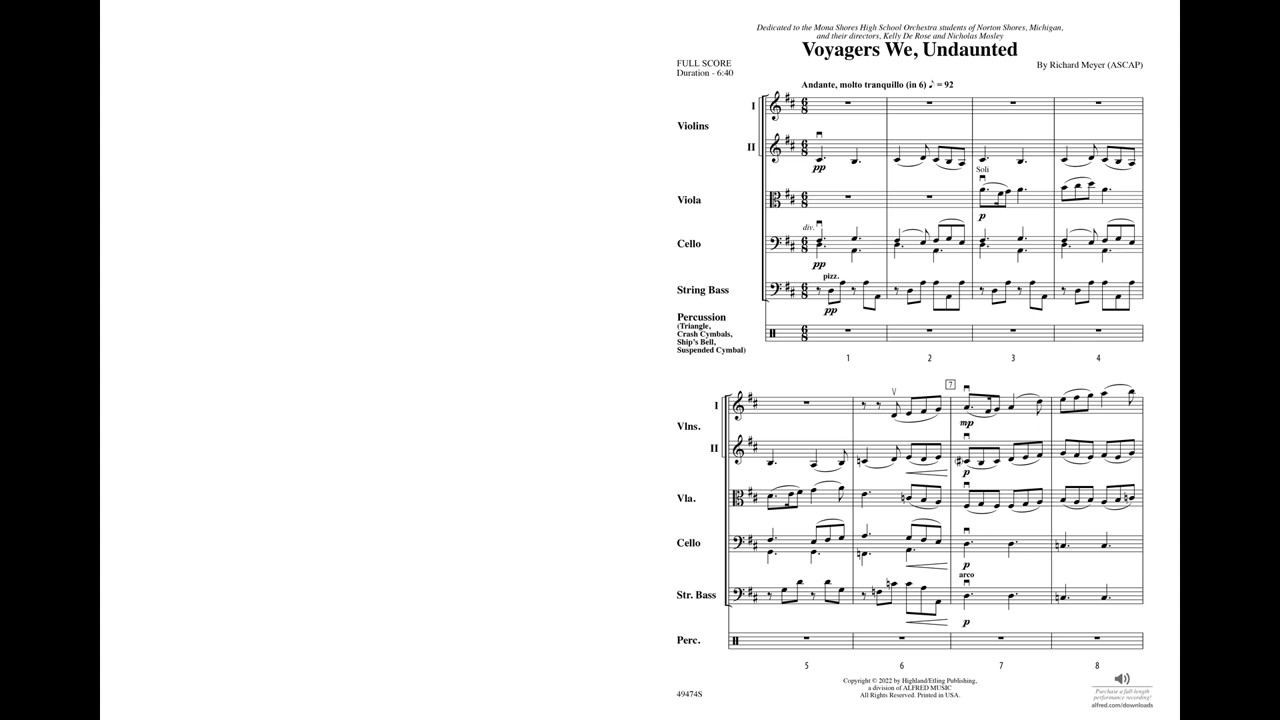 Dedicated to the Mona Shores High School Orchestra students of Norton Shores, Michigan,
and their directors, Kelly De Rose and Nicholas Mosley
Voyagers We, Undaunted
FULL SCORE
Duration - 6:40
By Richard Meyer (ASCAP)
Andante, molto tranquillo (in 6) ♪ = 92
Violins
I
II
pp
Soli
Viola
p
div.
Cello
pp
pizz.
String Bass
pp
Percussion
(Triangle,
Crash Cymbals,
Ship's Bell,
Suspended Cymbal)
1 2 3 4
7
Vlns.
I
mp
II
p
Vla.
p
Cello
p
arco
Str. Bass
p
Perc.
5 6 7 8
Copyright © 2022 by Highland/Etling Publishing,
a division of ALFRED MUSIC
All Rights Reserved. Printed in USA.
49474S
Purchase a full-length
performance recording!
alfred.com/downloads